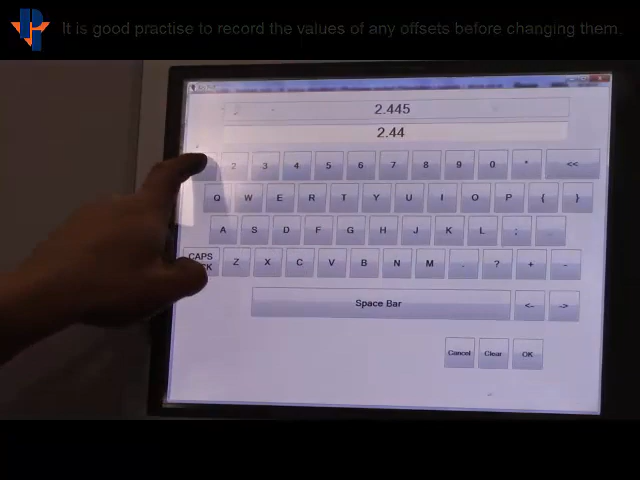 It is good practise to record the values of any offsets before changing them.
2.445
2.44
2 3 4 5 6 7 8 9 0 * <<
Q W E R T Y U I O P { }
A S D F G H J K L ;
CAPS
Z X C V B N M . ? + -
Space Bar <- ->
Cancel Clear OK